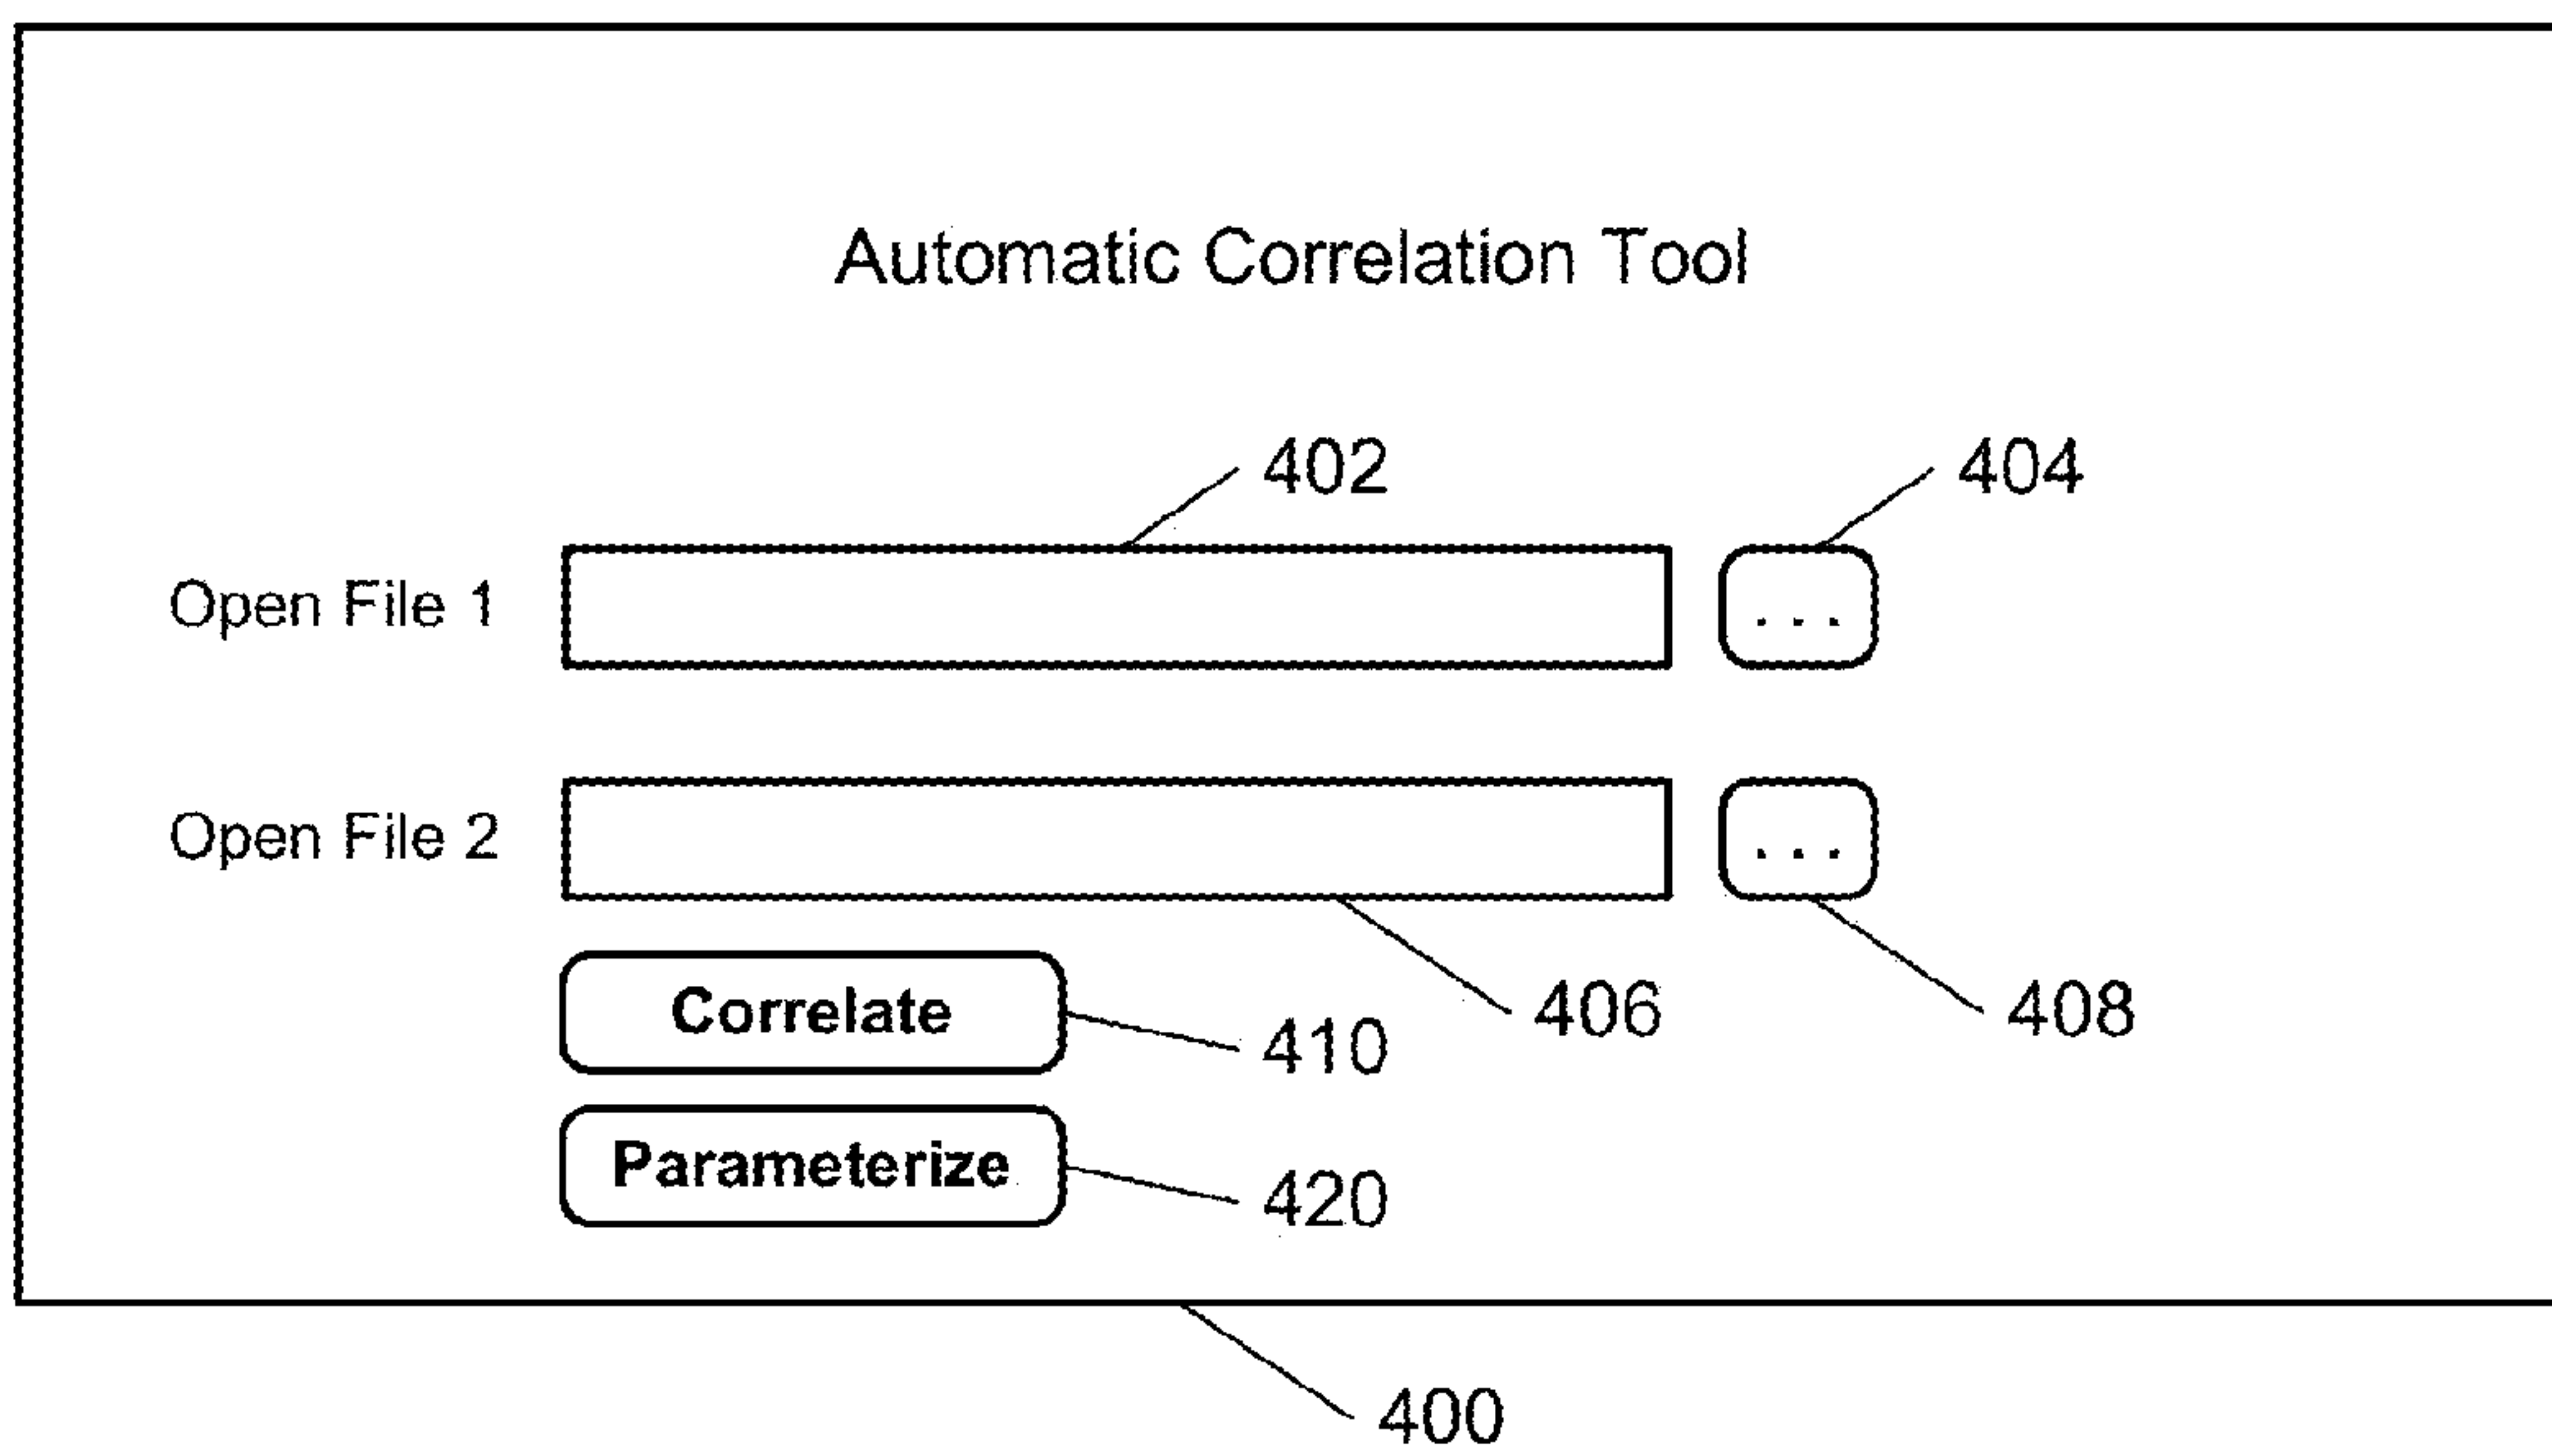 Automatic Correlation Tool
402
404
Open File 1
...
Open File 2
...
Correlate
406
408
410
Parameterize
420
400